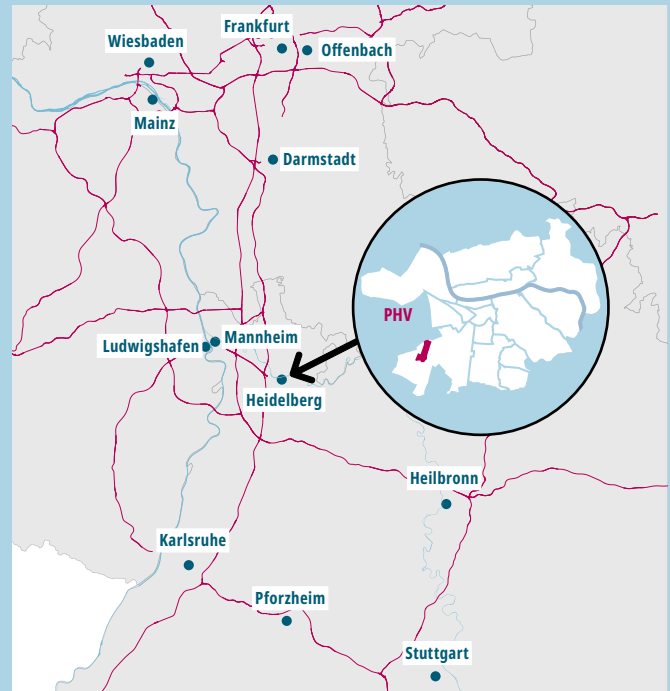 Frankfurt
Wiesbaden
Offenbach
Mainz
Darmstadt
PHV
Mannheim
Ludwigshafen
Heidelberg
Heilbronn
Karlsruhe
Pforzheim
Stuttgart